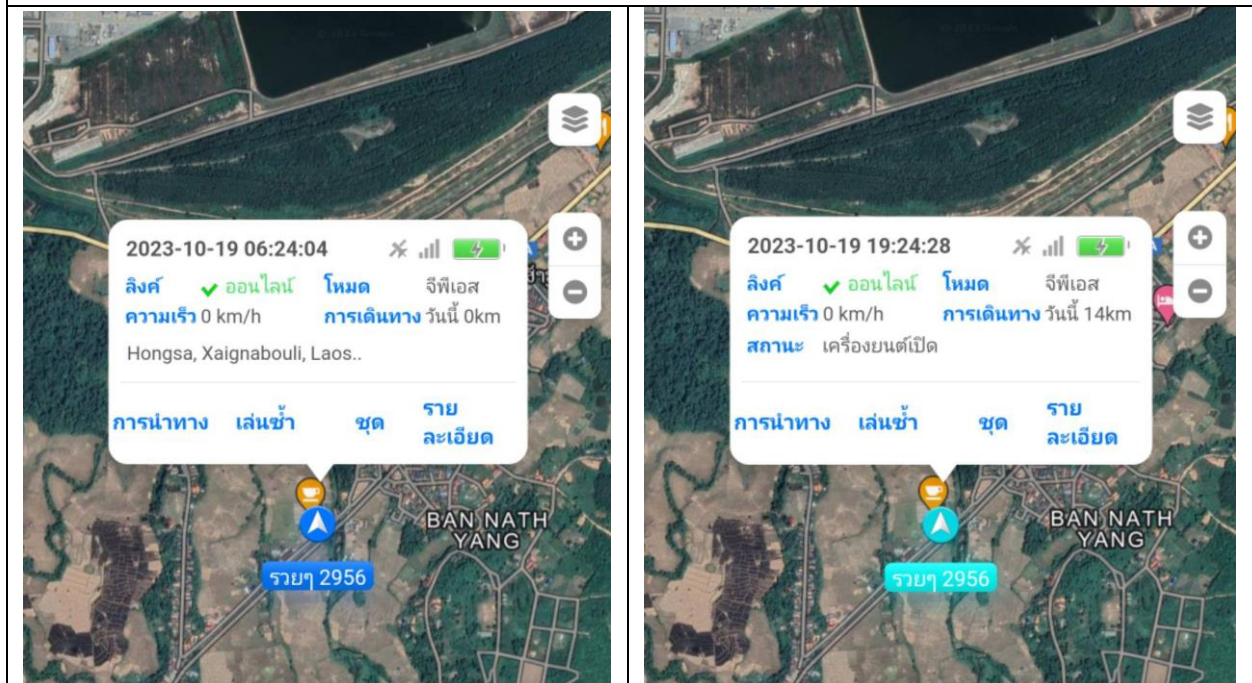 2023-10-19 06:24:04
ลิงค์ ออนไลน์ โหมด จีพีเอส
ความเร็ว 0 km/h การเดินทาง วันนี้ 0km
Hongsa, Xaignabouli, Laos..
การนำทาง เล่นซ้ำ ชุด ราย
ละเอียด
BAN NATH
YANG
รวยๆ 2956
2023-10-19 19:24:28
ลิงค์ ออนไลน์ โหมด จีพีเอส
ความเร็ว 0 km/h การเดินทาง วันนี้ 14km
สถานะ เครื่องยนต์เปิด
การนำทาง เล่นซ้ำ ชุด ราย
ละเอียด
BAN NATH
YANG
รวยๆ 2956